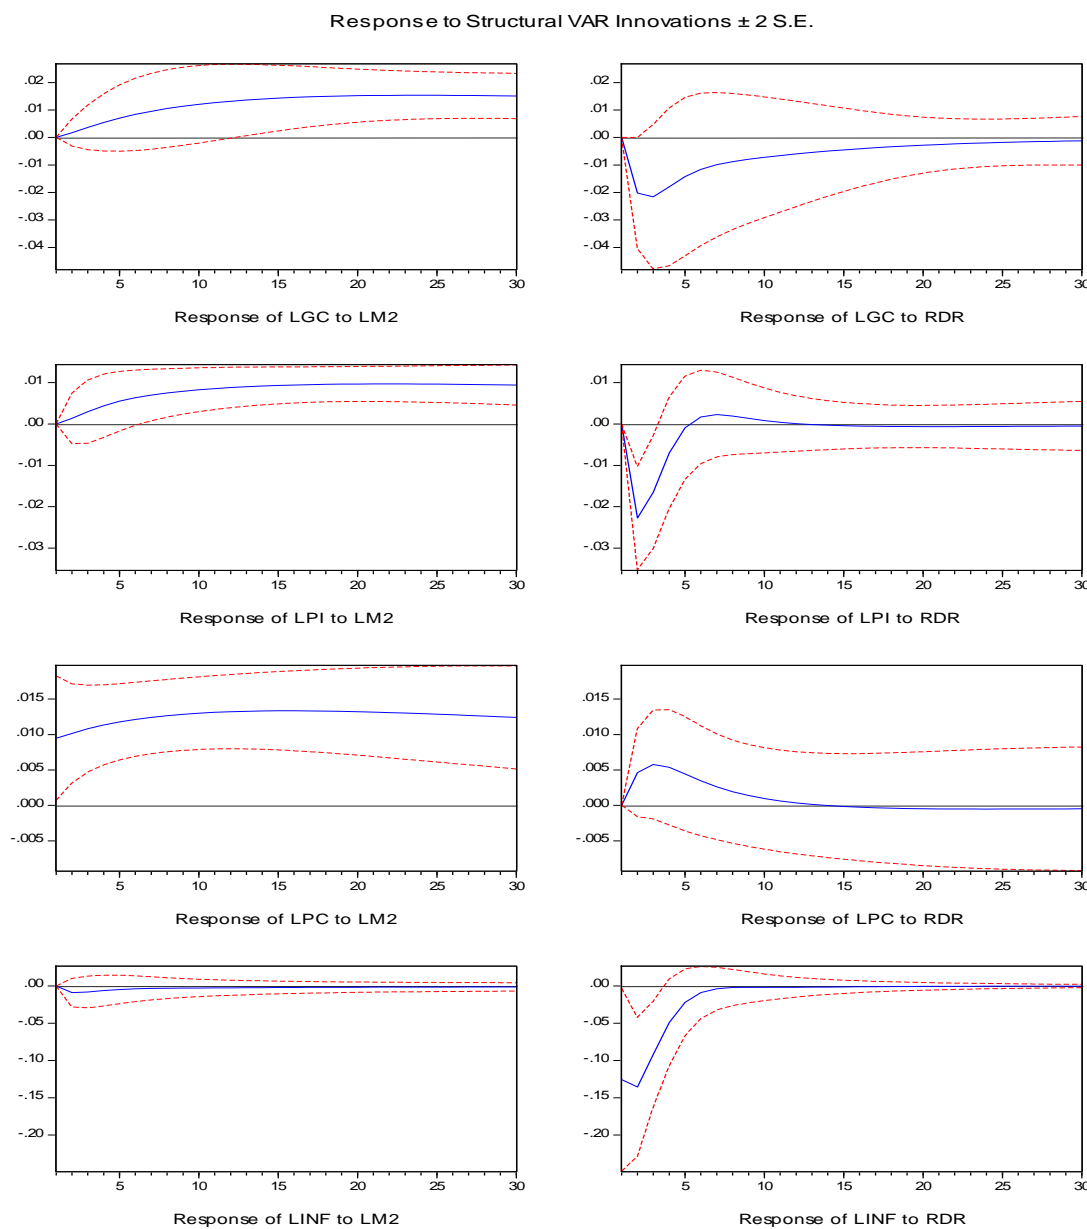 Response to Structural VAR Innovations ± 2 S.E.
.02
.01
.00
-.01
-.02
-.03
-.04
5 10 15 20 25 30
Response of LGC to LM2
.02
.01
.00
-.01
-.02
-.03
-.04
5 10 15 20 25 30
Response of LGC to RDR
.01
.00
-.01
-.02
-.03
5 10 15 20 25 30
Response of LPI to LM2
.01
.00
-.01
-.02
-.03
5 10 15 20 25 30
Response of LPI to RDR
.015
.010
.005
.000
-.005
5 10 15 20 25 30
Response of LPC to LM2
.015
.010
.005
.000
-.005
5 10 15 20 25 30
Response of LPC to RDR
.00
-.05
-.10
-.15
-.20
5 10 15 20 25 30
Response of LINF to LM2
.00
-.05
-.10
-.15
-.20
5 10 15 20 25 30
Response of LINF to RDR